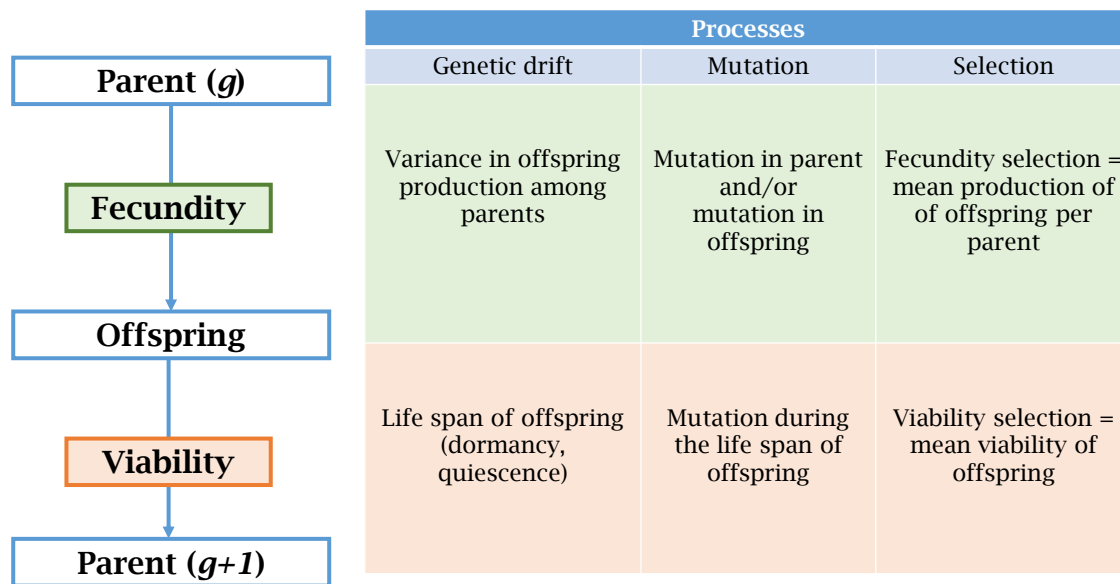 Parent (g)
Fecundity
Offspring
Viability
Parent (g+1)
Processes
Genetic drift
Mutation
Selection
Variance in offspring
production among
parents
Mutation in parent
and/or
mutation in
offspring
Fecundity selection =
mean production of
of offspring per
parent
Life span of offspring
(dormancy,
quiescence)
Mutation during
the life span of
offspring
Viability selection =
mean viability of
offspring